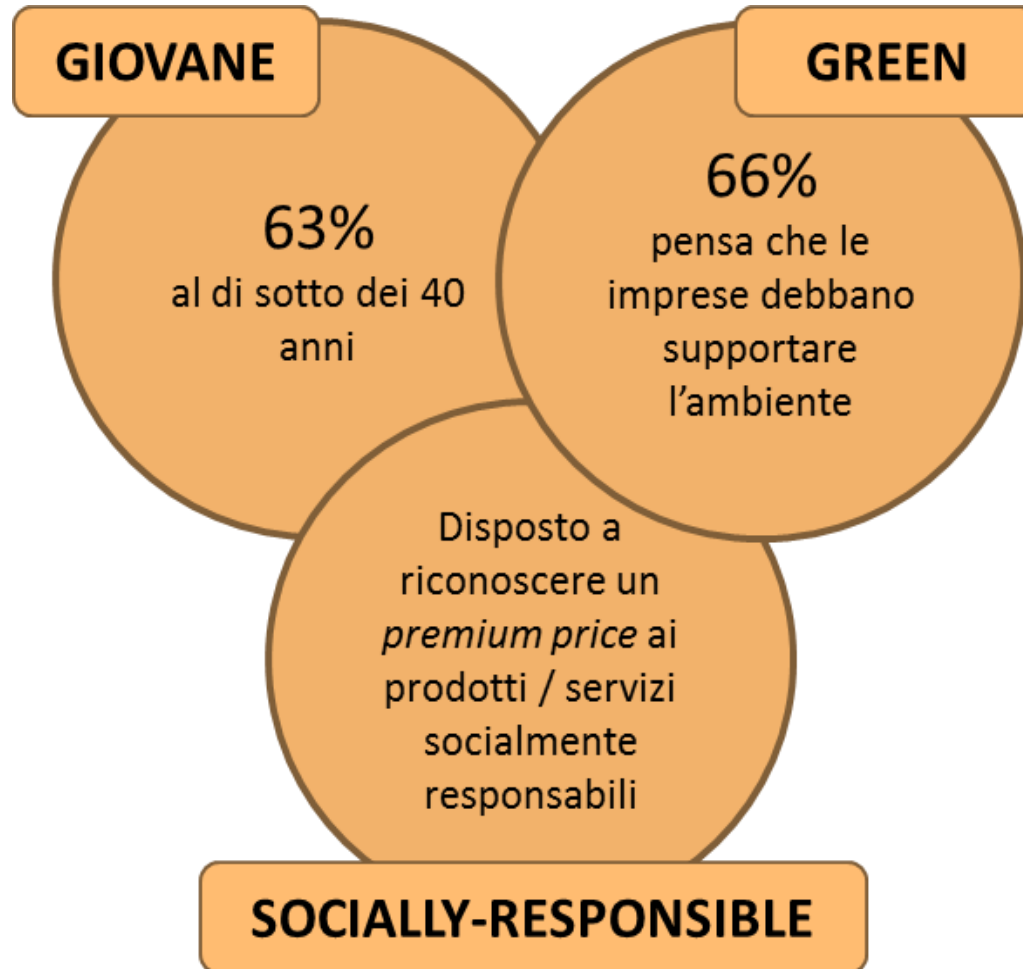 GIOVANE
63%
al di sotto dei 40
anni
GREEN
66%
pensa che le
imprese debbano
supportare
l’ambiente
Disposto a
riconoscere un
premium price ai
prodotti / servizi
socialmente
responsabili
SOCIALLY-RESPONSIBLE